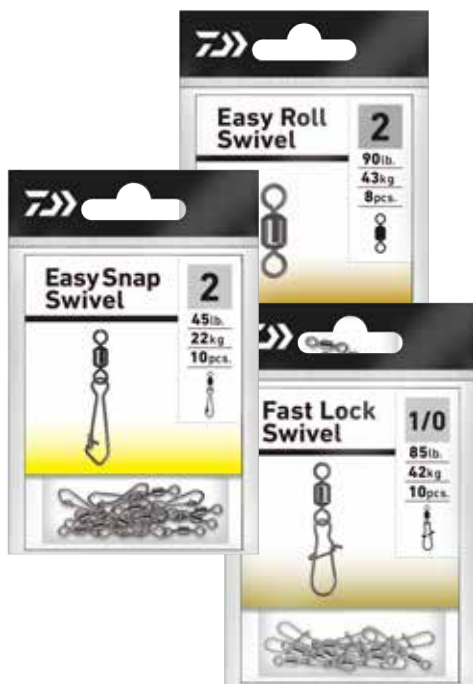 Easy Roll
Swivel
2
90lb.
43kg
8pcs.
Easy Snap
Swivel
2
45lb.
22kg
10pcs.
Fast Lock
Swivel
1/0
85lb.
42kg
10pcs.